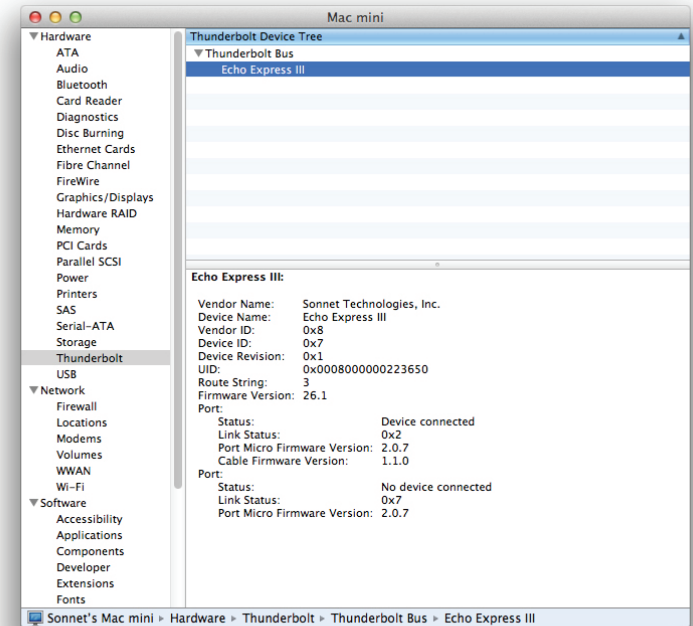 Mac mini
Hardware
ATA
Audio
Bluetooth
Card Reader
Diagnostics
Disc Burning
Ethernet Cards
Fibre Channel
FireWire
Graphics/Displays
Hardware RAID
Memory
PCI Cards
Parallel SCSI
Power
Printers
SAS
Serial-ATA
Storage
Thunderbolt
USB
Network
Firewall
Locations
Modems
Volumes
WWAN
Wi-Fi
Software
Accessibility
Applications
Components
Developer
Extensions
Fonts
Thunderbolt Device Tree
Thunderbolt Bus
Echo Express III
Echo Express III:
Vendor Name: Sonnet Technologies, Inc.
Device Name: Echo Express III
Vendor ID: 0x8
Device ID: 0x7
Device Revision: 0x1
UID: 0x0008000000223650
Route String: 3
Firmware Version: 26.1
Port:
Status: Device connected
Link Status: 0x2
Port Micro Firmware Version: 2.0.7
Cable Firmware Version: 1.1.0
Port:
Status: No device connected
Link Status: 0x7
Port Micro Firmware Version: 2.0.7
Sonnet's Mac mini ▸ Hardware ▸ Thunderbolt ▸ Thunderbolt Bus ▸ Echo Express III